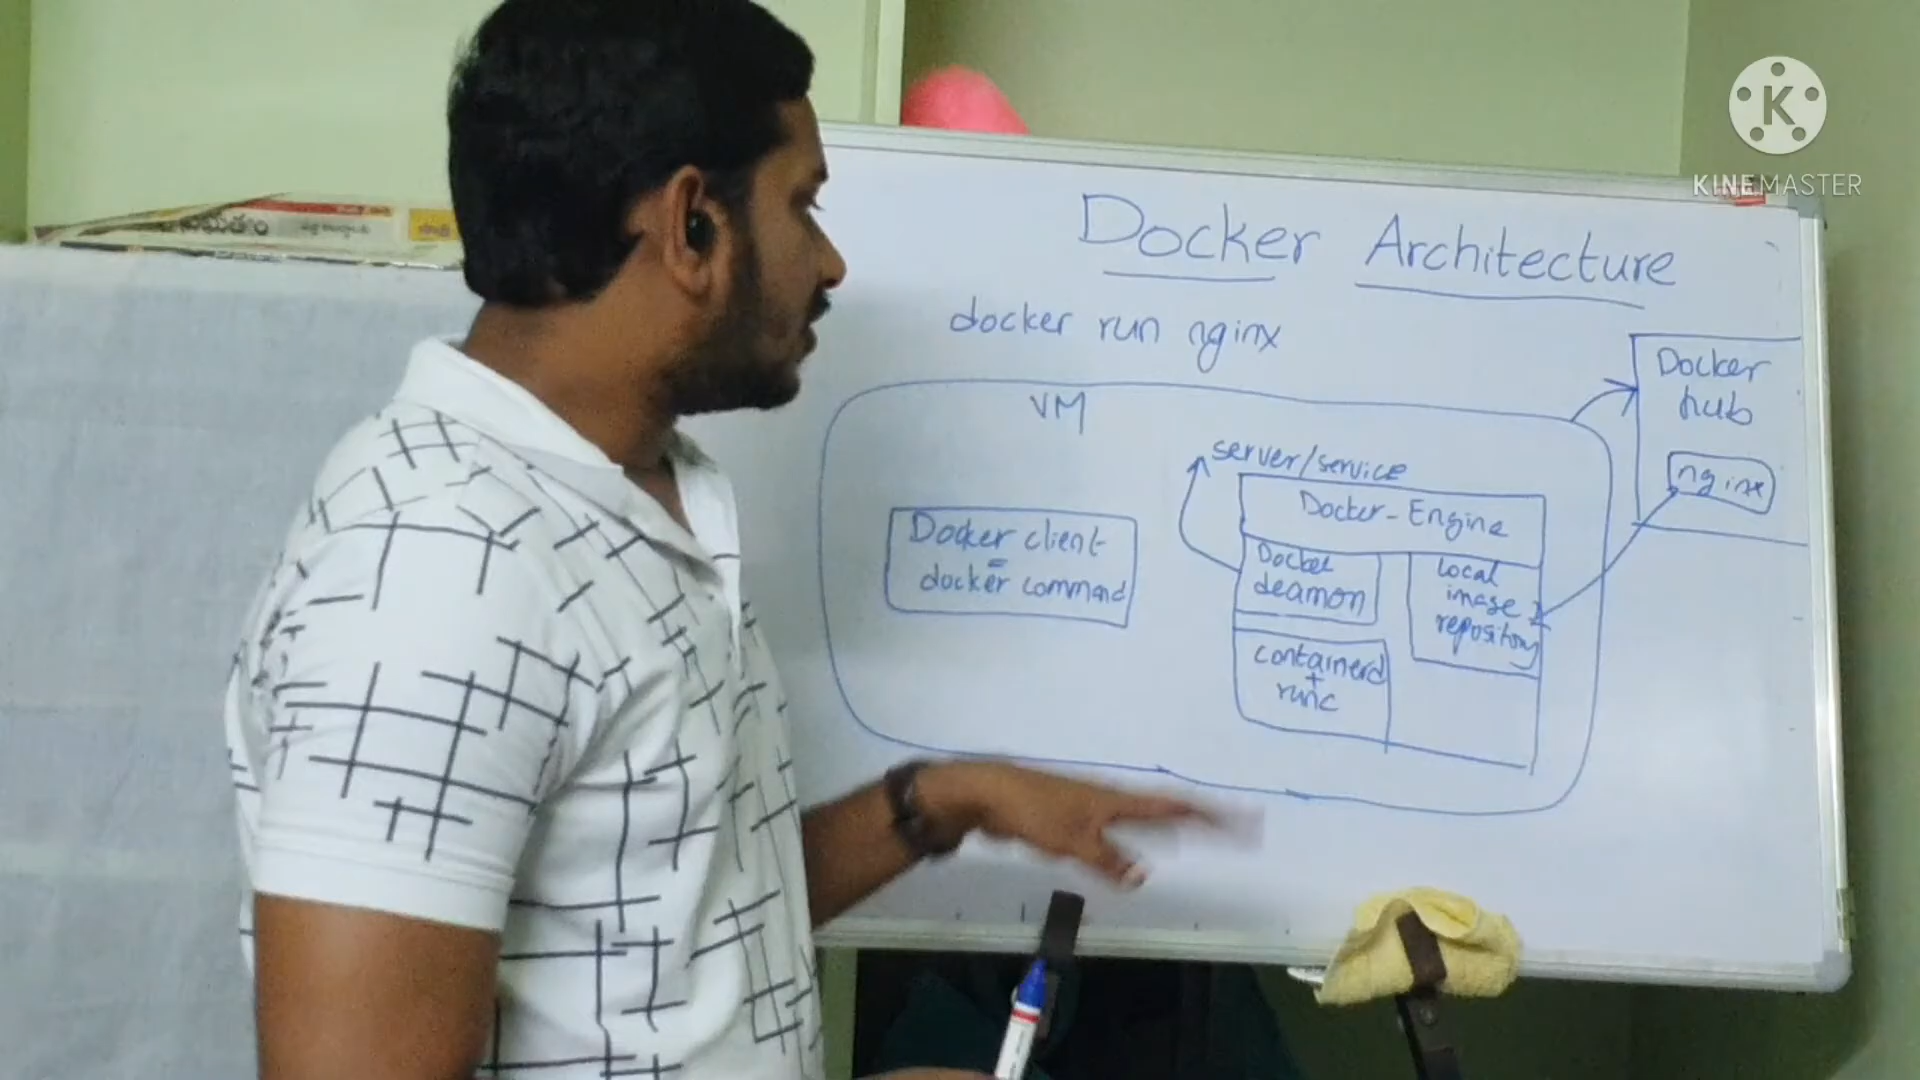 K
KINEMASTER
Docker Architecture
docker run nginx
Docker
hub
nginx
VM
server/service
Docker-Engine
Docker client
=
docker command
Docker
deamon
local
image
repository
containerd
+
runc